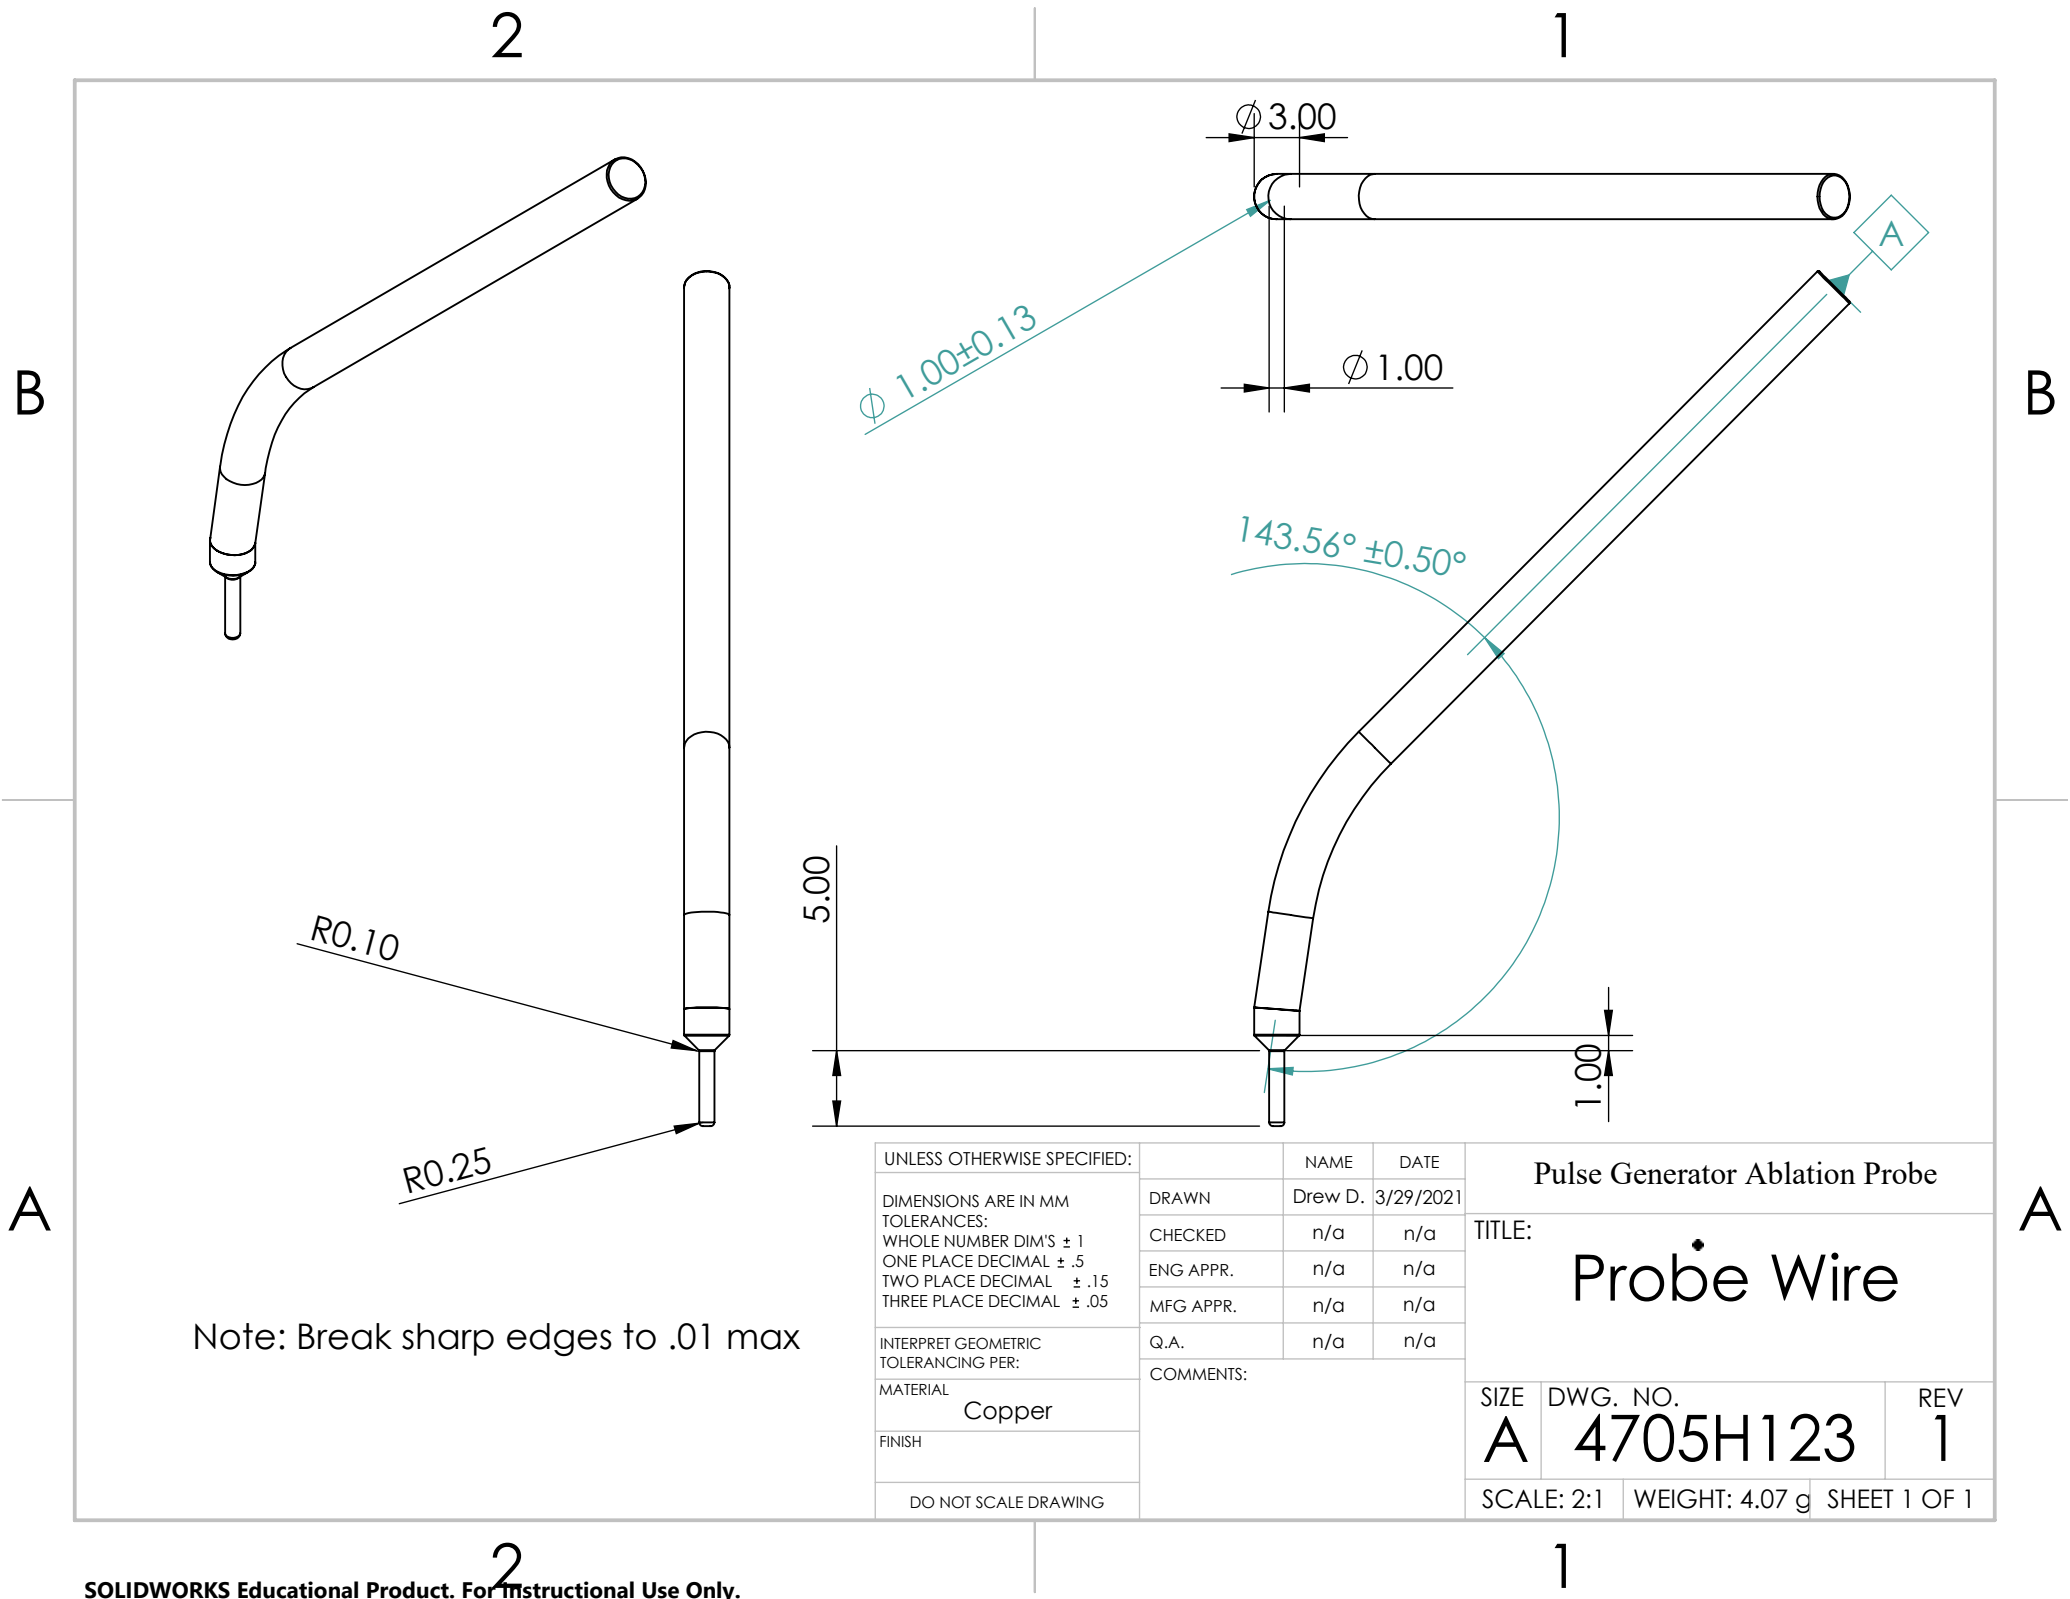 2
1
⌀ 3.00
A
⌀ 1.00±0.13
⌀ 1.00
B
B
143.56° ±0.50°
5.00
R0.10
1.00
R0.25
A
A
Note: Break sharp edges to .01 max
UNLESS OTHERWISE SPECIFIED:
DIMENSIONS ARE IN MM
TOLERANCES:
WHOLE NUMBER DIM'S ± 1
ONE PLACE DECIMAL ± .5
TWO PLACE DECIMAL ± .15
THREE PLACE DECIMAL ± .05
INTERPRET GEOMETRIC
TOLERANCING PER:
MATERIAL
Copper
FINISH
DO NOT SCALE DRAWING
NAME DATE
DRAWN Drew D. 3/29/2021
CHECKED n/a n/a
ENG APPR. n/a n/a
MFG APPR. n/a n/a
Q.A. n/a n/a
COMMENTS:
Pulse Generator Ablation Probe
TITLE:
Probe Wire
SIZE DWG. NO. REV
A 4705H123 1
SCALE: 2:1 WEIGHT: 4.07 g SHEET 1 OF 1
2
1
SOLIDWORKS Educational Product. For Instructional Use Only.